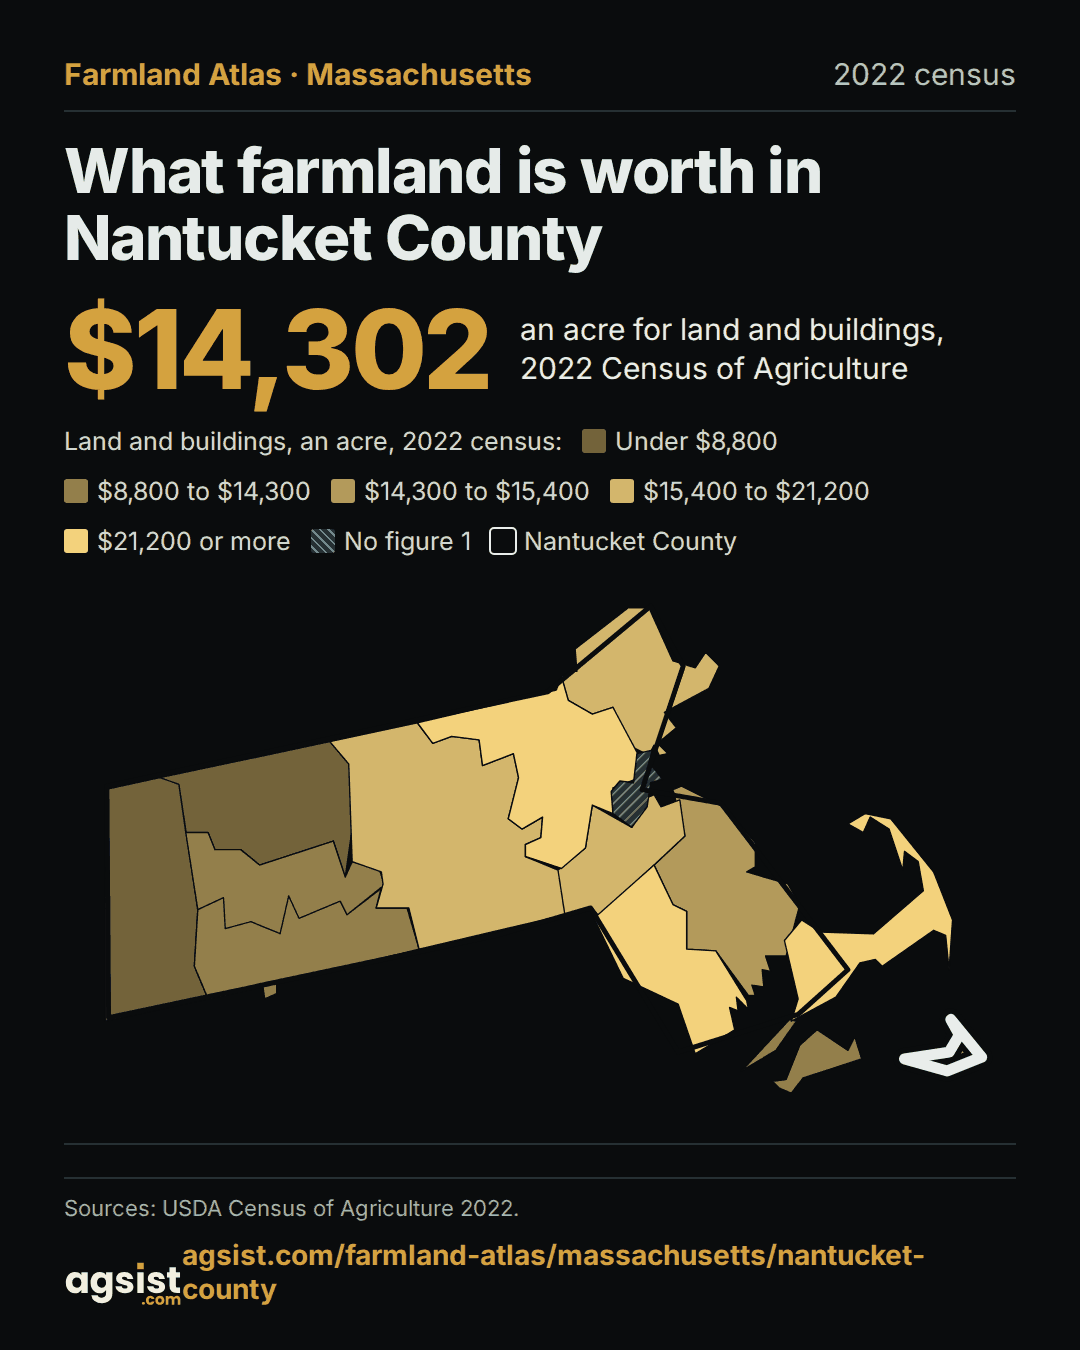 Farmland Atlas · Massachusetts
2022 census
What farmland is worth in
Nantucket County
$14,302
an acre for land and buildings,
2022 Census of Agriculture
Land and buildings, an acre, 2022 census: Under $8,800
$8,800 to $14,300 $14,300 to $15,400 $15,400 to $21,200
$21,200 or more No figure 1 Nantucket County
Sources: USDA Census of Agriculture 2022.
agsist.com
agsist.com/farmland-atlas/massachusetts/nantucket-
county